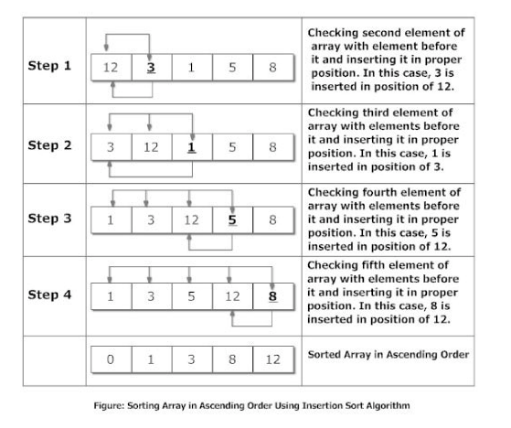 Step 1
12 3 1 5 8
Checking second element of
array with element before
it and inserting it in proper
position. In this case, 3 is
inserted in position of 12.
Step 2
3 12 1 5 8
Checking third element of
array with elements before
it and inserting it in proper
position. In this case, 1 is
inserted in position of 3.
Step 3
1 3 12 5 8
Checking fourth element of
array with elements before
it and inserting it in proper
position. In this case, 5 is
inserted in position of 12.
Step 4
1 3 5 12 8
Checking fifth element of
array with elements before
it and inserting it in proper
position. In this case, 8 is
inserted in position of 12.
0 1 3 8 12
Sorted Array in Ascending Order
Figure: Sorting Array in Ascending Order Using Insertion Sort Algorithm